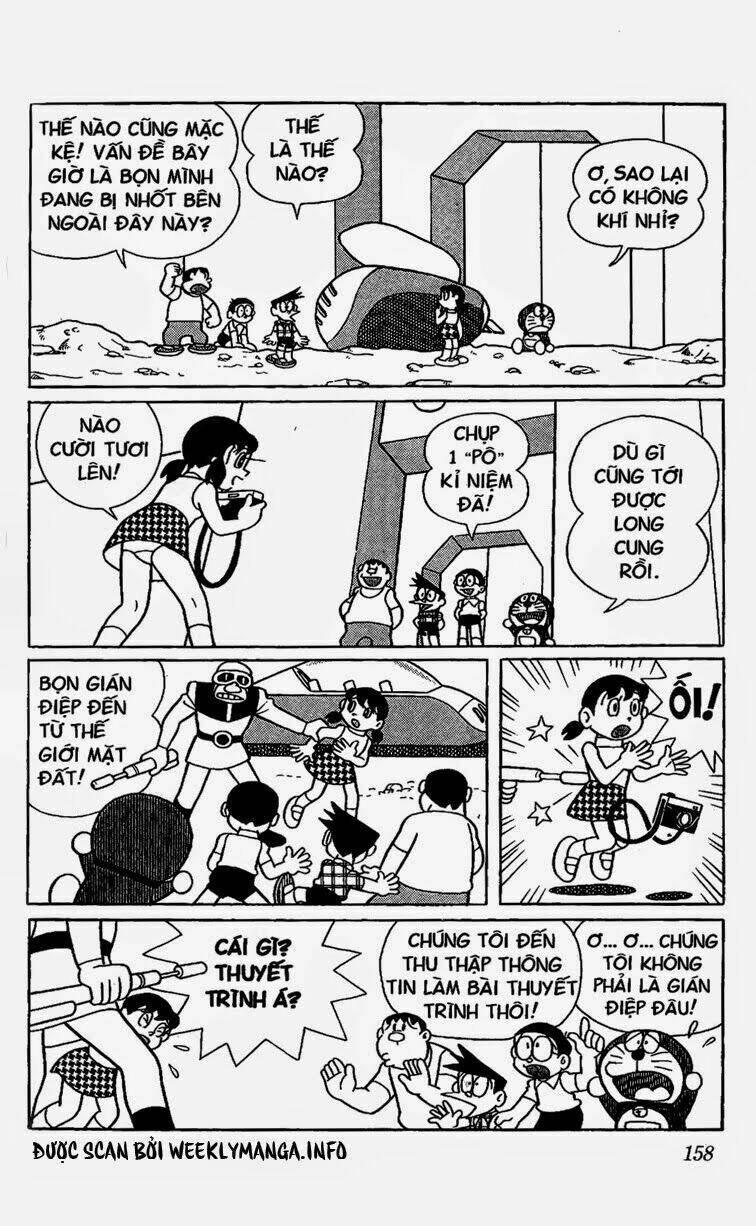 Ơ, SAO LẠI
CÓ KHÔNG
KHÍ NHỈ?
THẾ
LÀ THẾ
NÀO?
THẾ NÀO CŨNG MẶC
KỆ! VẤN ĐỀ BÂY
GIỜ LÀ BỌN MÌNH
ĐANG BỊ NHỐT BÊN
NGOÀI ĐÂY NÀY?
DÙ GÌ
CŨNG TỚI
ĐƯỢC
LONG
CUNG
RỒI.
CHỤP
1 "PÔ"
KỈ NIỆM
ĐÃ!
NÀO
CƯỜI TƯƠI
LÊN!
ỐI!
BỌN GIÁN
ĐIỆP ĐẾN
TỪ THẾ
GIỚI MẶT
ĐẤT!
Ơ... Ơ... CHÚNG
TÔI KHÔNG
PHẢI LÀ GIÁN
ĐIỆP ĐÂU!
CHÚNG TÔI ĐẾN
THU THẬP THÔNG
TIN LÀM BÀI THUYẾT
TRÌNH THÔI!
CÁI GÌ?
THUYẾT
TRÌNH Á?
ĐƯỢC SCAN BỞI WEEKLYMANGA.INFO
158